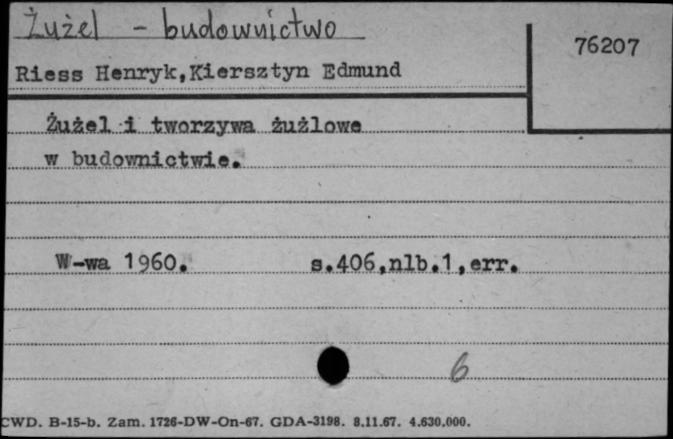 Żużel - budownictwo
76207
Riess Henryk,Kiersztyn Edmund
Żużel i tworzywa żużlowe
w budownictwie.
W-wa 1960. s.406,nlb.1,err.
6
CWD. B-15-b. Zam. 1726-DW-On-67. GDA-3198. 8.11.67. 4.630.000.